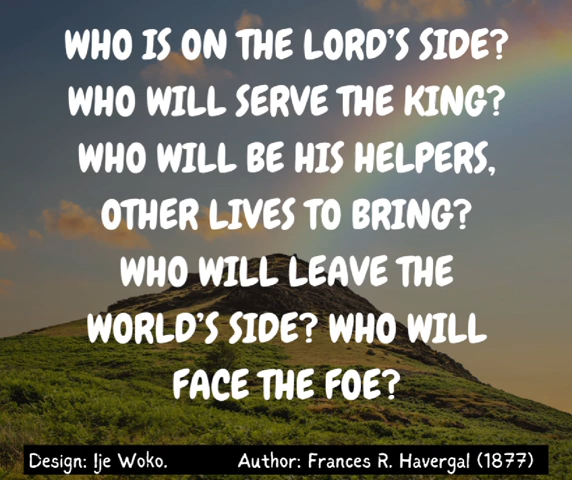 WHO IS ON THE LORD'S SIDE?
WHO WILL SERVE THE KING?
WHO WILL BE HIS HELPERS,
OTHER LIVES TO BRING?
WHO WILL LEAVE THE
WORLD'S SIDE? WHO WILL
FACE THE FOE?
Design: Ije Woko. Author: Frances R. Havergal (1877)